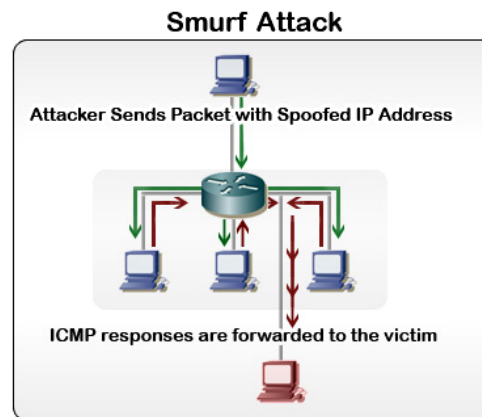 Smurf Attack
Attacker Sends Packet with Spoofed IP Address
ICMP responses are forwarded to the victim